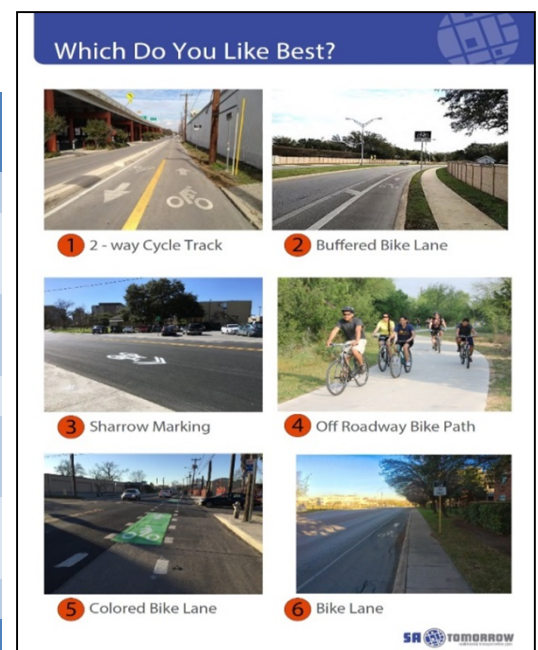 Which Do You Like Best?
1 2 - way Cycle Track
2 Buffered Bike Lane
3 Sharrow Marking
4 Off Roadway Bike Path
5 Colored Bike Lane
6 Bike Lane
SA TOMORROW